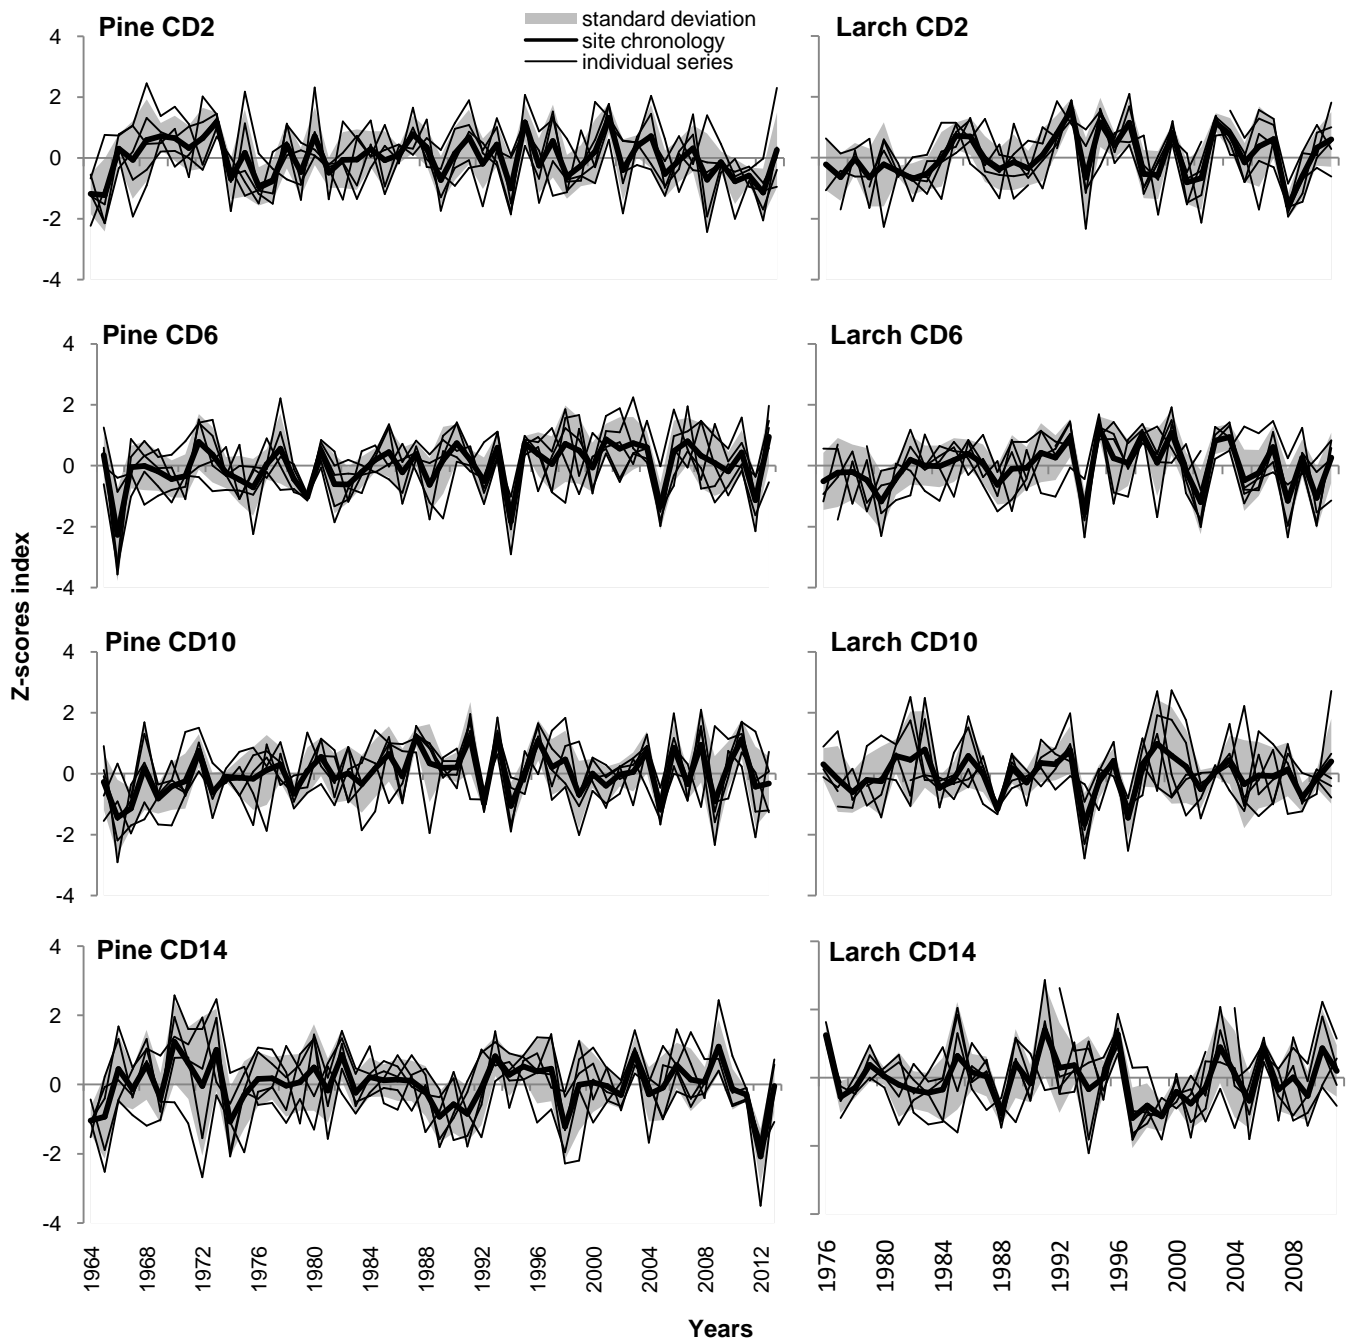 Pine CD2
standard deviation
site chronology
individual series
Larch CD2
4
2
0
-2
-4
Pine CD6
Larch CD6
4
2
0
-2
-4
Z-scores index
Pine CD10
Larch CD10
4
2
0
-2
-4
Pine CD14
Larch CD14
4
2
0
-2
-4
1964 1968 1972 1976 1980 1984 1988 1992 1996 2000 2004 2008 2012
1976 1980 1984 1988 1992 1996 2000 2004 2008
Years